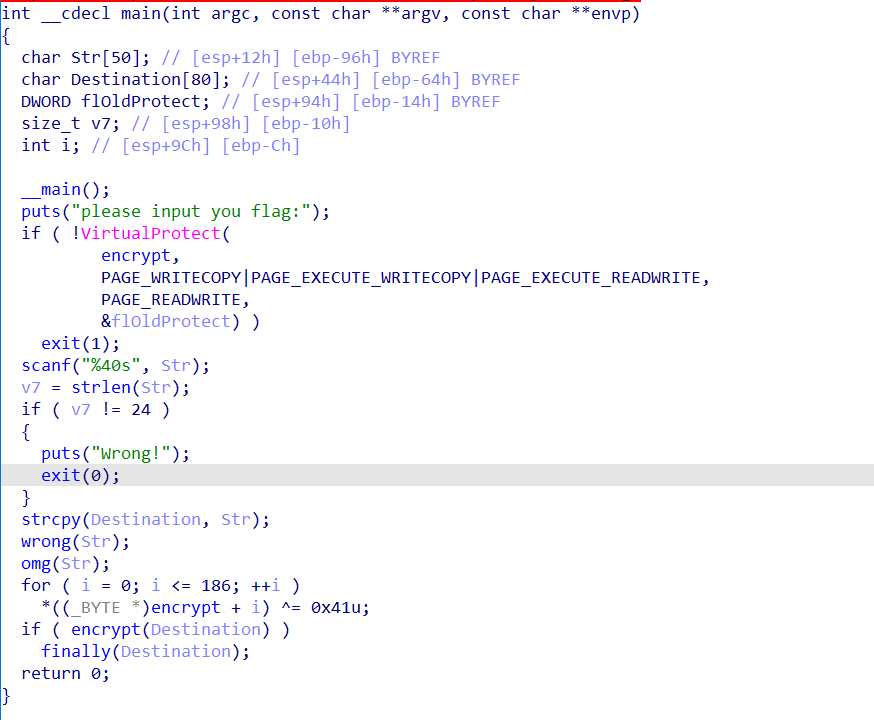 int __cdecl main(int argc, const char **argv, const char **envp)
{
  char Str[50]; // [esp+12h] [ebp-96h] BYREF
  char Destination[80]; // [esp+44h] [ebp-64h] BYREF
  DWORD flOldProtect; // [esp+94h] [ebp-14h] BYREF
  size_t v7; // [esp+98h] [ebp-10h]
  int i; // [esp+9Ch] [ebp-Ch]

  __main();
  puts("please input you flag:");
  if ( !VirtualProtect(
          encrypt,
          PAGE_WRITECOPY|PAGE_EXECUTE_WRITECOPY|PAGE_EXECUTE_READWRITE,
          PAGE_READWRITE,
          &flOldProtect) )
    exit(1);
  scanf("%40s", Str);
  v7 = strlen(Str);
  if ( v7 != 24 )
  {
    puts("Wrong!");
    exit(0);
  }
  strcpy(Destination, Str);
  wrong(Str);
  omg(Str);
  for ( i = 0; i <= 186; ++i )
    *((_BYTE *)encrypt + i) ^= 0x41u;
  if ( encrypt(Destination) )
    finally(Destination);
  return 0;
}